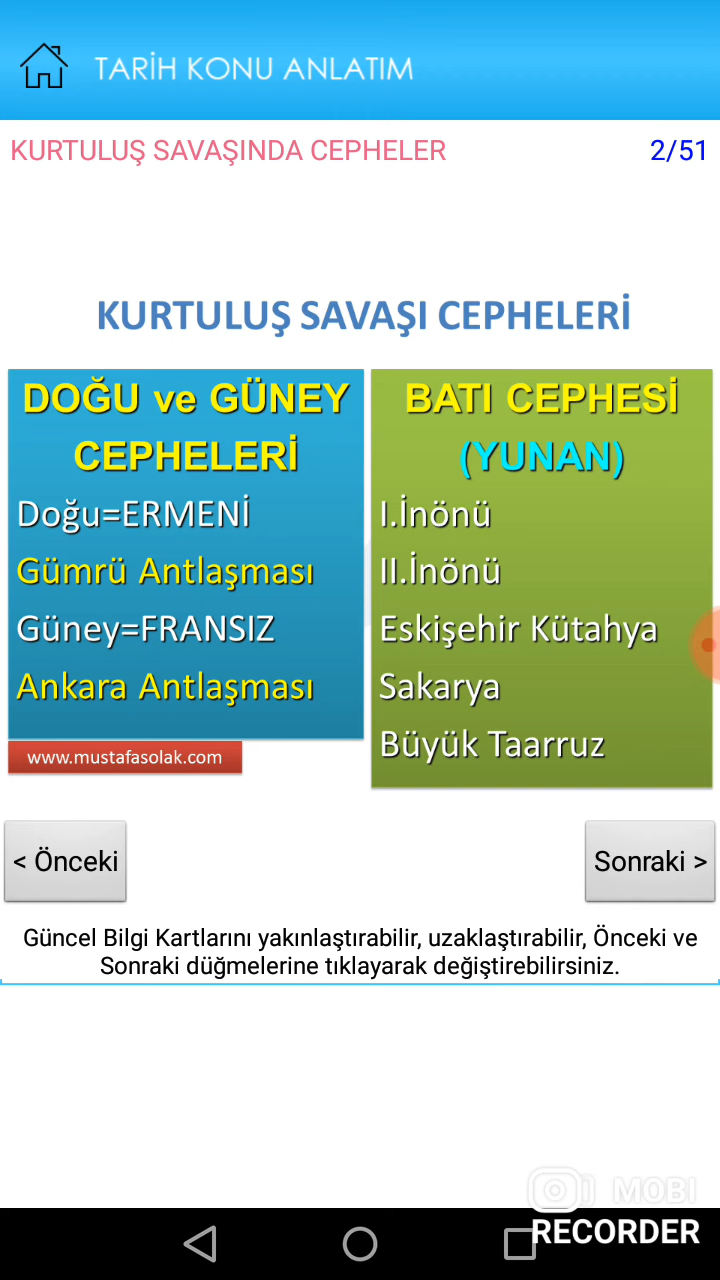 TARİH KONU ANLATIM
KURTULUŞ SAVAŞINDA CEPHELER
2/51
KURTULUŞ SAVAŞI CEPHELERİ
DOĞU ve GÜNEY
CEPHELERİ
Doğu=ERMENİ
Gümrü Antlaşması
Güney=FRANSIZ
Ankara Antlaşması
www.mustafasolak.com
BATI CEPHESİ
(YUNAN)
I.İnönü
II.İnönü
Eskişehir Kütahya
Sakarya
Büyük Taarruz
< Önceki
Sonraki >
Güncel Bilgi Kartlarını yakınlaştırabilir, uzaklaştırabilir, Önceki ve
Sonraki düğmelerine tıklayarak değiştirebilirsiniz.
MOBI
RECORDER